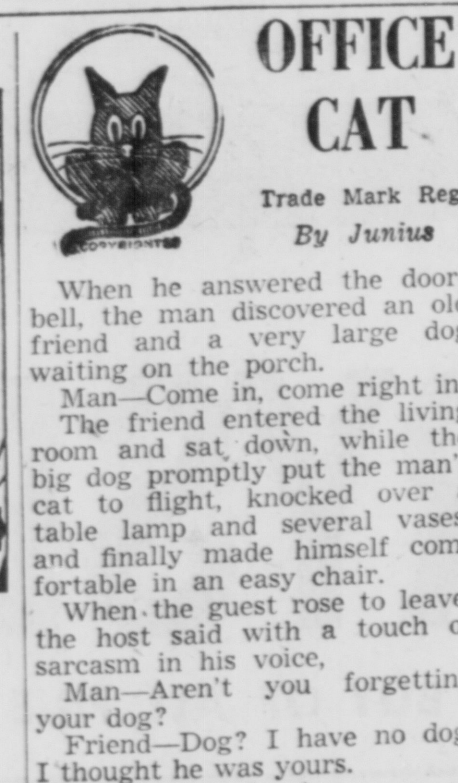 OFFICE
CAT
Trade Mark Reg
By Junius
COPYRIGHTED
When he answered the door
bell, the man discovered an old
friend and a very large dog
waiting on the porch.
Man—Come in, come right in
The friend entered the living
room and sat down, while the
big dog promptly put the man'
cat to flight, knocked over
table lamp and several vases
and finally made himself com
fortable in an easy chair.
When the guest rose to leave
the host said with a touch o
sarcasm in his voice,
Man—Aren't you forgettin
your dog?
Friend—Dog? I have no dog
I thought he was yours.